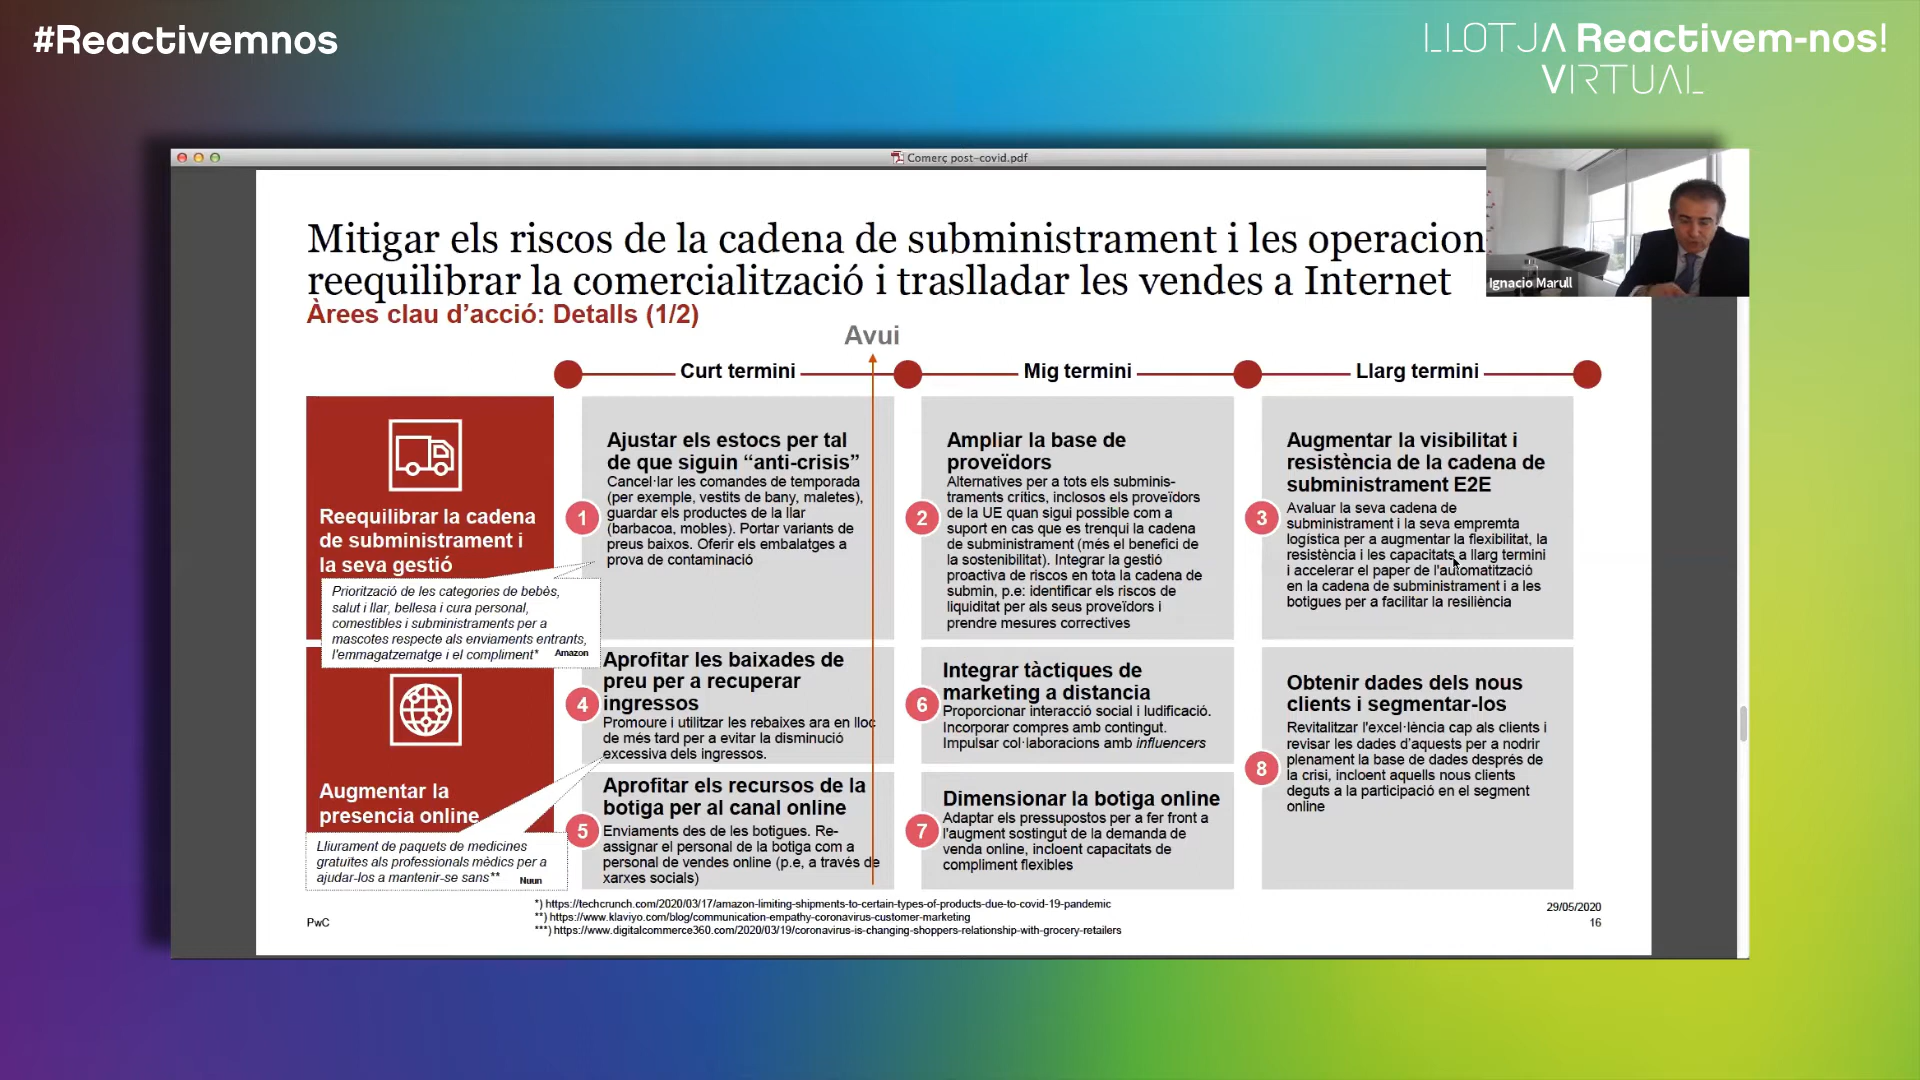 #Reactivemnos
LLOTJA Reactivem-nos!
VIRTUAL
Comerç post-covid.pdf
Mitigar els riscos de la cadena de subministrament i les operacion
reequilibrar la comercialització i traslladar les vendes a Internet
Ignacio Marull
Àrees clau d'acció: Detalls (1/2)
Avui
Curt termini
Mig termini
Llarg termini
Reequilibrar la cadena
de subministrament i
la seva gestió
Priorització de les categories de bebès,
salut i llar, bellesa i cura personal,
comestibles i subministraments per a
mascotes respecte als enviaments entrants,
l'emmagatzematge i el compliment* Amazon
1
Ajustar els estocs per tal
de que siguin “anti-crisis”
Cancel·lar les comandes de temporada
(per exemple, vestits de bany, maletes),
guardar els productes de la llar
(barbacoa, mobles). Portar variants de
preus baixos. Oferir els embalatges a
prova de contaminació
2
Ampliar la base de
proveïdors
Alternatives per a tots els subminis-
traments crítics, inclosos els proveïdors
de la UE quan sigui possible com a
suport en cas que es trenqui la cadena
de subministrament (més el benefici de
la sostenibilitat). Integrar la gestió
proactiva de riscos en tota la cadena de
submin, p.e: identificar els riscos de
liquiditat per als seus proveïdors i
prendre mesures correctives
3
Augmentar la visibilitat i
resistència de la cadena de
subministrament E2E
Avaluar la seva cadena de
subministrament i la seva empremta
logística per a augmentar la flexibilitat, la
resistència i les capacitats a llarg termini
i accelerar el paper de l'automatització
en la cadena de subministrament i a les
botigues per a facilitar la resiliència
Augmentar la
presencia online
Lliurament de paquets de medicines
gratuïtes als professionals mèdics per a
ajudar-los a mantenir-se sans** Nuun
4
Aprofitar les baixades de
preu per a recuperar
ingressos
Promoure i utilitzar les rebaixes ara en lloc
de més tard per a evitar la disminució
excessiva dels ingressos.
5
Aprofitar els recursos de la
botiga per al canal online
Enviaments des de les botigues. Re-
assignar el personal de la botiga com a
personal de vendes online (p.e, a través de
xarxes socials)
6
Integrar tàctiques de
marketing a distancia
Proporcionar interacció social i ludificació.
Incorporar compres amb contingut.
Impulsar col·laboracions amb influencers
7
Dimensionar la botiga online
Adaptar els pressupostos per a fer front a
l'augment sostingut de la demanda de
venda online, incloent capacitats de
compliment flexibles
8
Obtenir dades dels nous
clients i segmentar-los
Revitalitzar l'excel·lència cap als clients i
revisar les dades d'aquests per a nodrir
plenament la base de dades després de
la crisi, incloent aquells nous clients
deguts a la participació en el segment
online
*) https://techcrunch.com/2020/03/17/amazon-limiting-shipments-to-certain-types-of-products-due-to-covid-19-pandemic
**) https://www.klaviyo.com/blog/communication-empathy-coronavirus-customer-marketing
***) https://www.digitalcommerce360.com/2020/03/19/coronavirus-is-changing-shoppers-relationship-with-grocery-retailers
PwC
29/05/2020
16